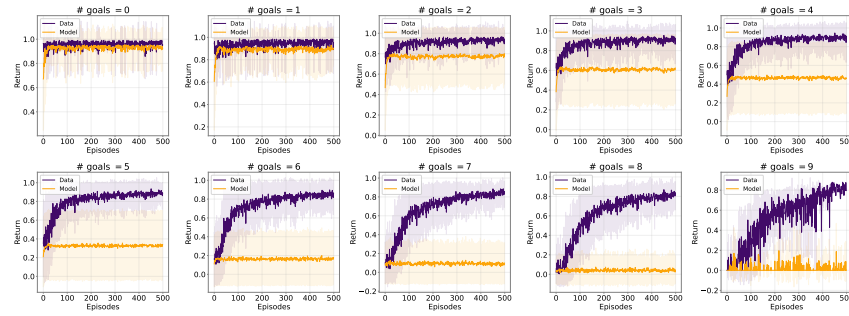 # goals = 0
Return
1.0
0.8
0.6
0.4
0 100 200 300 400 500
Episodes
Data
Model
# goals = 1
Return
1.0
0.8
0.6
0.4
0.2
0 100 200 300 400 500
Episodes
Data
Model
# goals = 2
Return
1.0
0.8
0.6
0.4
0.2
0.0
0 100 200 300 400 500
Episodes
Data
Model
# goals = 3
Return
1.0
0.8
0.6
0.4
0.2
0.0
0 100 200 300 400 500
Episodes
Data
Model
# goals = 4
Return
1.0
0.8
0.6
0.4
0.2
0.0
0 100 200 300 400 500
Episodes
Data
Model
# goals = 5
Return
1.0
0.8
0.6
0.4
0.2
0.0
0 100 200 300 400 500
Episodes
Data
Model
# goals = 6
Return
1.0
0.8
0.6
0.4
0.2
0.0
0 100 200 300 400 500
Episodes
Data
Model
# goals = 7
Return
1.0
0.8
0.6
0.4
0.2
0.0
−0.2
0 100 200 300 400 500
Episodes
Data
Model
# goals = 8
Return
1.0
0.8
0.6
0.4
0.2
0.0
0 100 200 300 400 500
Episodes
Data
Model
# goals = 9
Return
0.8
0.6
0.4
0.2
0.0
−0.2
0 100 200 300 400 500
Episodes
Data
Model